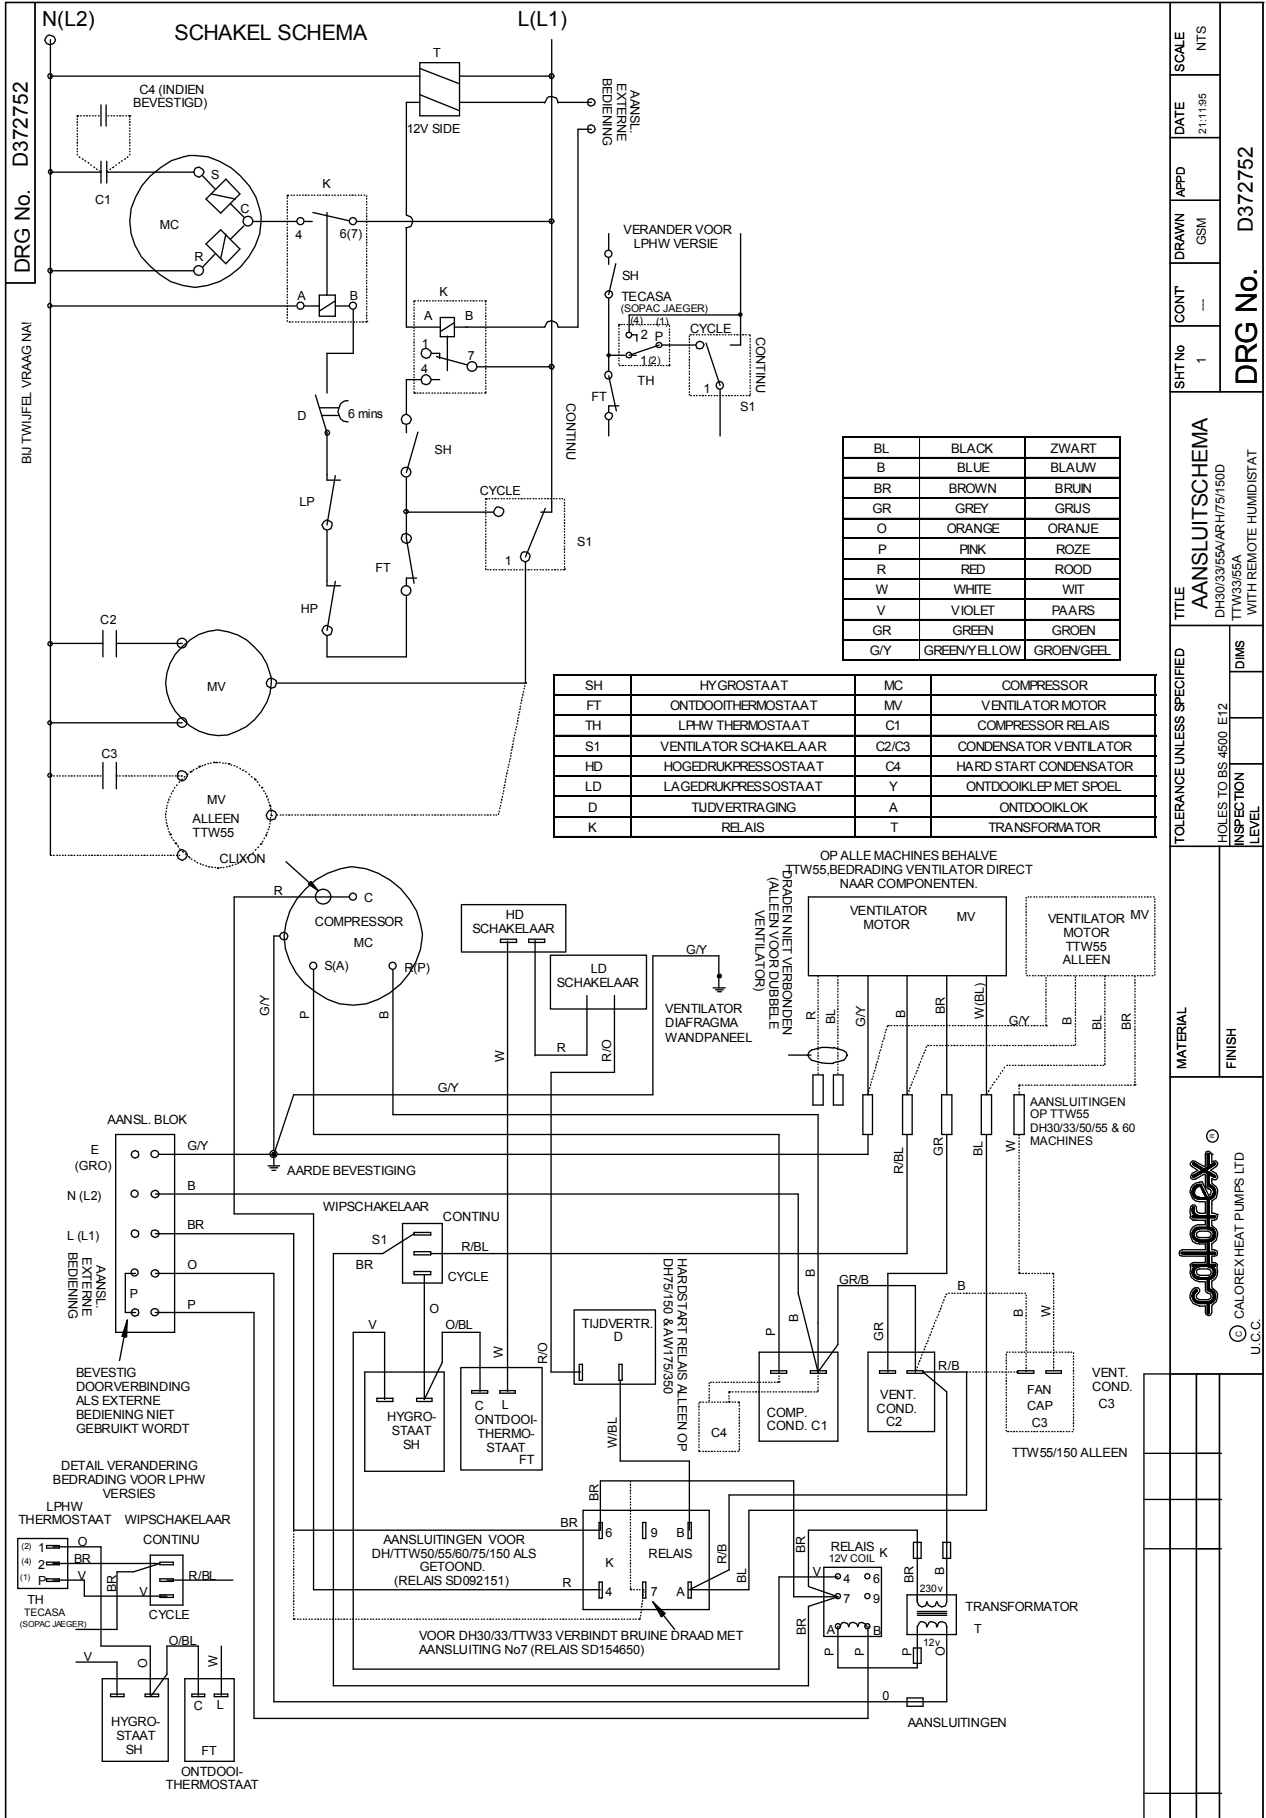 N(L2)
SCHAKEL SCHEMA
L(L1)
DRG No. D372752
BIJ TWIJFEL VRAAG NA!
C4 (INDIEN
BEVESTIGD)
C1
MC
S
C
R
K
4
6(7)
A
B
T
12V SIDE
AANSL.
EXTERNE
BEDIENING
K
A
B
1
4
7
D
6 mins
LP
HP
SH
FT
CONTINU
CYCLE
1
S1
VERANDER VOOR
LPHW VERSIE
SH
TECASA
(SOPAC JAEGER)
(4)
(1)
2
P
1(2)
TH
FT
CYCLE
CONTINU
1
S1
C2
MV
C3
MV
ALLEEN
TTW55
BL BLACK ZWART
B BLUE BLAUW
BR BROWN BRUIN
GR GREY GRIJS
O ORANGE ORANJE
P PINK ROZE
R RED ROOD
W WHITE WIT
V VIOLET PAARS
GR GREEN GROEN
G/Y GREEN/YELLOW GROEN/GEEL
SH HYGROSTAAT MC COMPRESSOR
FT ONTDOOITHERMOSTAAT MV VENTILATOR MOTOR
TH LPHW THERMOSTAAT C1 COMPRESSOR RELAIS
S1 VENTILATOR SCHAKELAAR C2/C3 CONDENSATOR VENTILATOR
HD HOGEDRUKPRESSOSTAAT C4 HARD START CONDENSATOR
LD LAGEDRUKPRESSOSTAAT Y ONTDOOIKLEP MET SPOEL
D TIJDVERTRAGING A ONTDOOIKLOK
K RELAIS T TRANSFORMATOR
CLIXON
R
C
COMPRESSOR
MC
S(A)
R(P)
G/Y
P
B
HD
SCHAKELAAR
LD
SCHAKELAAR
W
R
R/O
G/Y
G/Y
VENTILATOR
DIAFRAGMA
WANDPANEEL
OP ALLE MACHINES BEHALVE
TTW55,BEDRADING VENTILATOR DIRECT
NAAR COMPONENTEN.
DRADEN NIET VERBONDEN
(ALLEEN VOOR DUBBELE
VENTILATOR)
VENTILATOR
MOTOR
MV
VENTILATOR
MOTOR
TTW55
ALLEEN
MV
R
BL
G/Y
B
BR
W(BL)
G/Y
B
BL
BR
AANSLUITINGEN
OP TTW55
DH30/33/50/55 & 60
MACHINES
R/BL
GR
BL
W
AANSL. BLOK
E
(GRO)
N (L2)
L (L1)
AANSL.
EXTERNE
BEDIENING
P
G/Y
B
BR
O
P
AARDE BEVESTIGING
BEVESTIG
DOORVERBINDING
ALS EXTERNE
BEDIENING NIET
GEBRUIKT WORDT
WIPSCHAKELAAR
CONTINU
S1
BR
R/BL
CYCLE
O
V
O/BL
W
R/O
HYGRO-
STAAT
SH
C
L
ONTDOOI-
THERMO-
STAAT
FT
TIJDVERTR.
D
W/BL
HARDSTART RELAIS ALLEEN OP
DH75/150 & AW175/350
B
P
B
GR/B
GR
C4
COMP.
COND. C1
VENT.
COND.
C2
R/B
B
B
W
FAN
CAP
C3
VENT.
COND.
C3
TTW55/150 ALLEEN
DETAIL VERANDERING
BEDRADING VOOR LPHW
VERSIES
LPHW
THERMOSTAAT
WIPSCHAKELAAR
CONTINU
(2) 1
(4) 2
(1) P
O
BR
V
BR
V
R/BL
TH
TECASA
(SOPAC JAEGER)
CYCLE
V
O
O/BL
W
HYGRO-
STAAT
SH
C
L
FT
ONTDOOI-
THERMOSTAAT
AANSLUITINGEN VOOR
DH/TTW50/55/60/75/150 ALS
GETOOND.
(RELAIS SD092151)
BR
BR
R
6
9
B
K
RELAIS
4
7
A
R/B
BL
VOOR DH30/33/TTW33 VERBINDT BRUINE DRAAD MET
AANSLUITING No7 (RELAIS SD154650)
BR
BR
V
RELAIS
12V COIL
K
4
6
7
9
A
B
P
P
BR
B
230v
12v
TRANSFORMATOR
T
P
O
0
AANSLUITINGEN
SCALE
NTS
DATE
21:11:95
APPD
DRAWN
GSM
CONT
---
SHT No
1
DRG No. D372752
TITLE
AANSLUITSCHEMA
DH30/33/55A/ARH/75/150D
TTW33/55A
WITH REMOTE HUMIDISTAT
TOLERANCE UNLESS SPECIFIED
HOLES TO BS 4500 E12
INSPECTION
LEVEL
DIMS
MATERIAL
FINISH
calorex ®
© CALOREX HEAT PUMPS LTD
U.C.C.